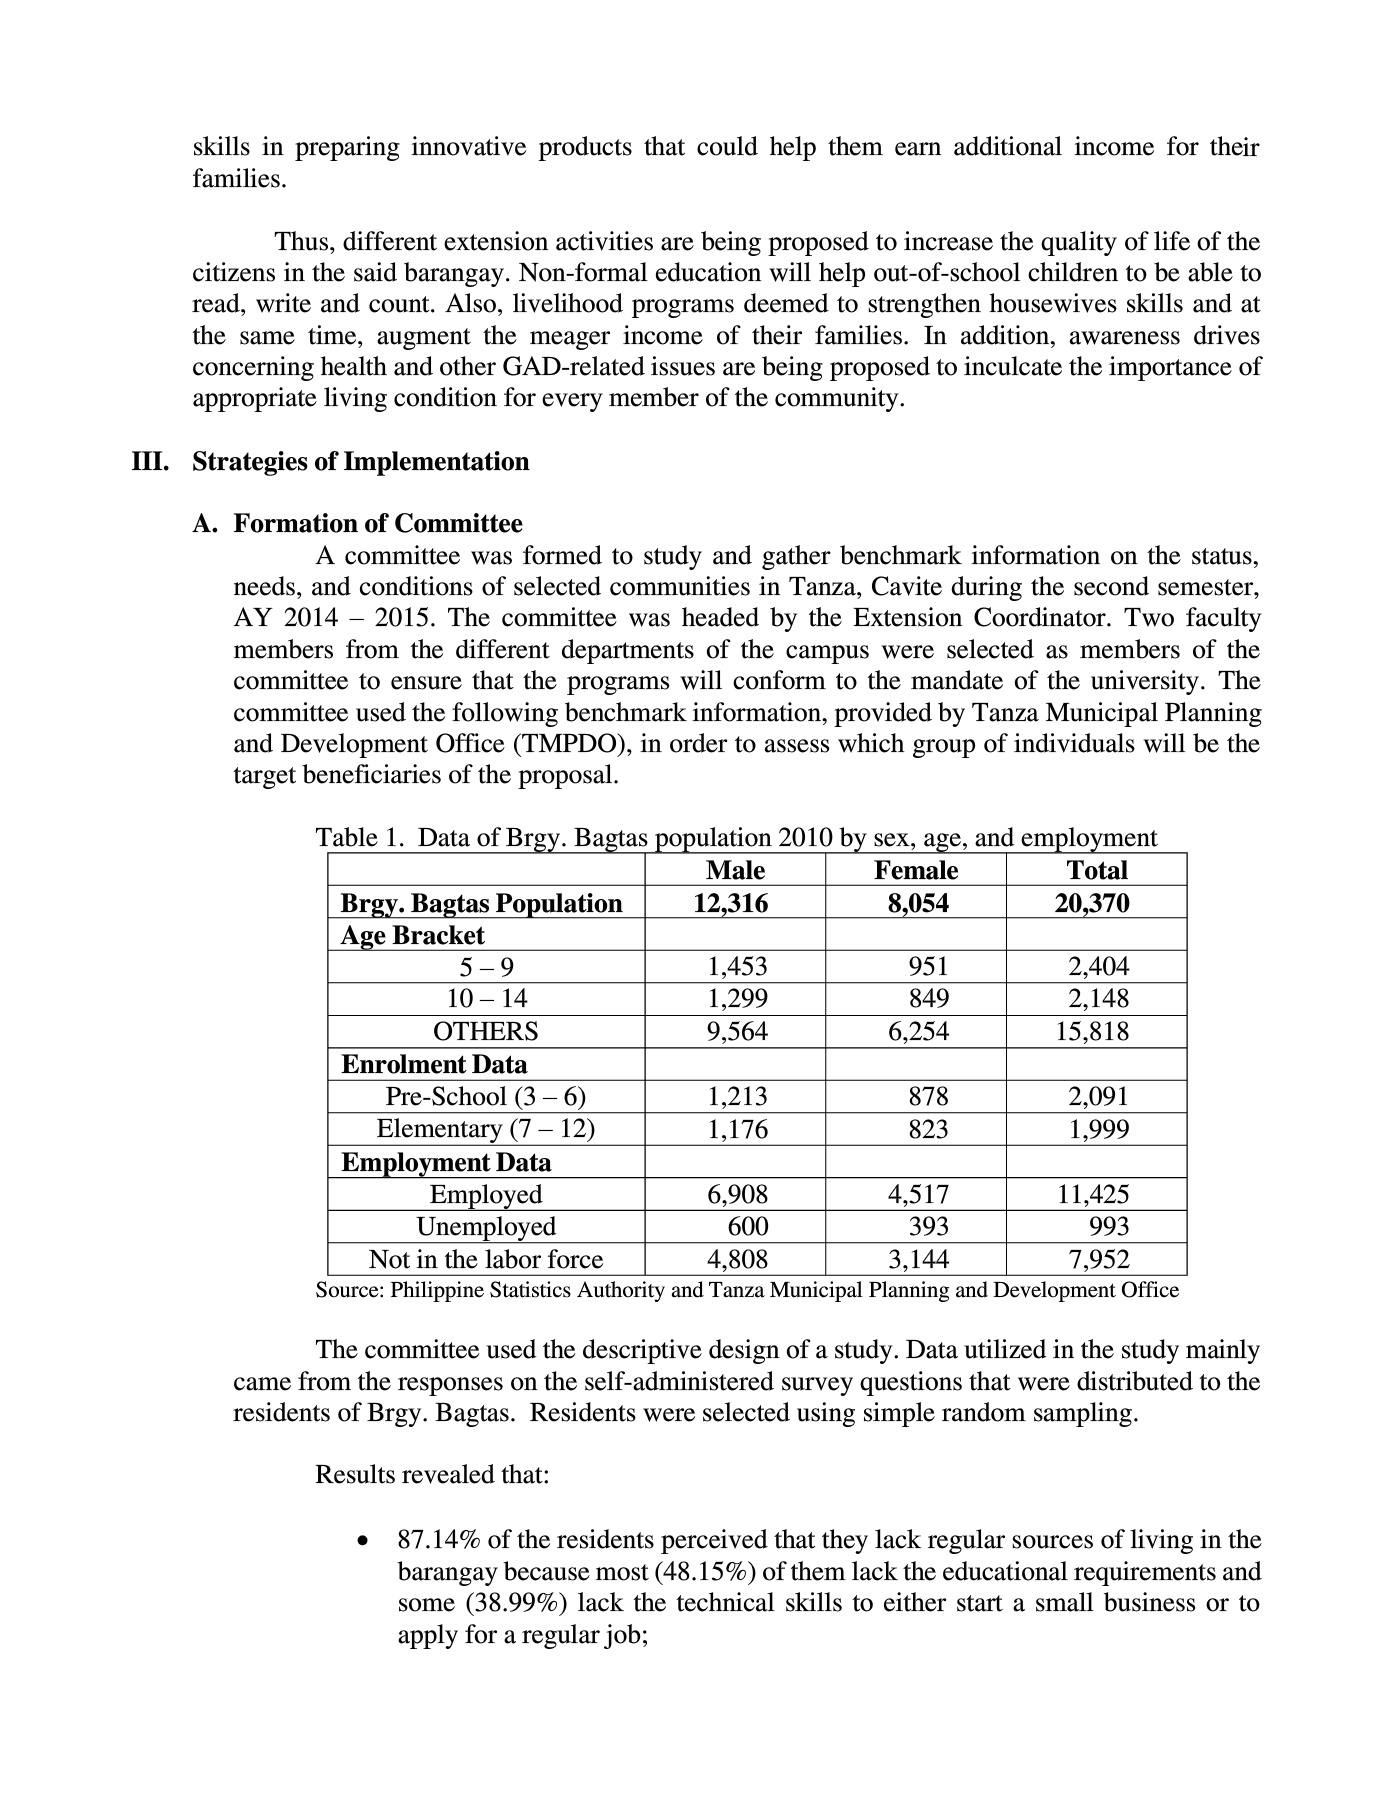 skills in preparing innovative products that could help them earn additional income for their
families.
Thus, different extension activities are being proposed to increase the quality of life of the
citizens in the said barangay. Non-formal education will help out-of-school children to be able to
read, write and count. Also, livelihood programs deemed to strengthen housewives skills and at
the same time, augment the meager income of their families. In addition, awareness drives
concerning health and other GAD-related issues are being proposed to inculcate the importance of
appropriate living condition for every member of the community.
III. Strategies of Implementation
A. Formation of Committee
A committee was formed to study and gather benchmark information on the status,
needs, and conditions of selected communities in Tanza, Cavite during the second semester,
AY 2014 – 2015. The committee was headed by the Extension Coordinator. Two faculty
members from the different departments of the campus were selected as members of the
committee to ensure that the programs will conform to the mandate of the university. The
committee used the following benchmark information, provided by Tanza Municipal Planning
and Development Office (TMPDO), in order to assess which group of individuals will be the
target beneficiaries of the proposal.
Table 1. Data of Brgy. Bagtas population 2010 by sex, age, and employment
Male Female Total
Brgy. Bagtas Population 12,316 8,054 20,370
Age Bracket
5 – 9 1,453 951 2,404
10 – 14 1,299 849 2,148
OTHERS 9,564 6,254 15,818
Enrolment Data
Pre-School (3 – 6) 1,213 878 2,091
Elementary (7 – 12) 1,176 823 1,999
Employment Data
Employed 6,908 4,517 11,425
Unemployed 600 393 993
Not in the labor force 4,808 3,144 7,952
Source: Philippine Statistics Authority and Tanza Municipal Planning and Development Office
The committee used the descriptive design of a study. Data utilized in the study mainly
came from the responses on the self-administered survey questions that were distributed to the
residents of Brgy. Bagtas. Residents were selected using simple random sampling.
Results revealed that:
• 87.14% of the residents perceived that they lack regular sources of living in the
barangay because most (48.15%) of them lack the educational requirements and
some (38.99%) lack the technical skills to either start a small business or to
apply for a regular job;